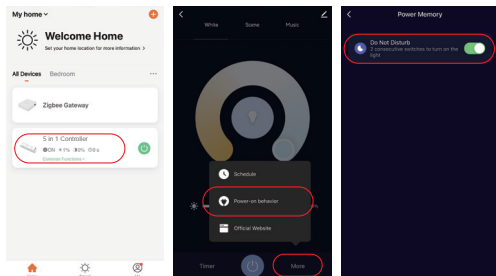 My home
Welcome Home
Set your home location for more information >
All Devices Bedroom
Zigbee Gateway
5 in 1 Controller
Common Functions
White Scene Music
Schedule
Power-on behavior
Official Website
Timer More
Power Memory
Do Not Disturb
2 consecutive switches to turn on the
light